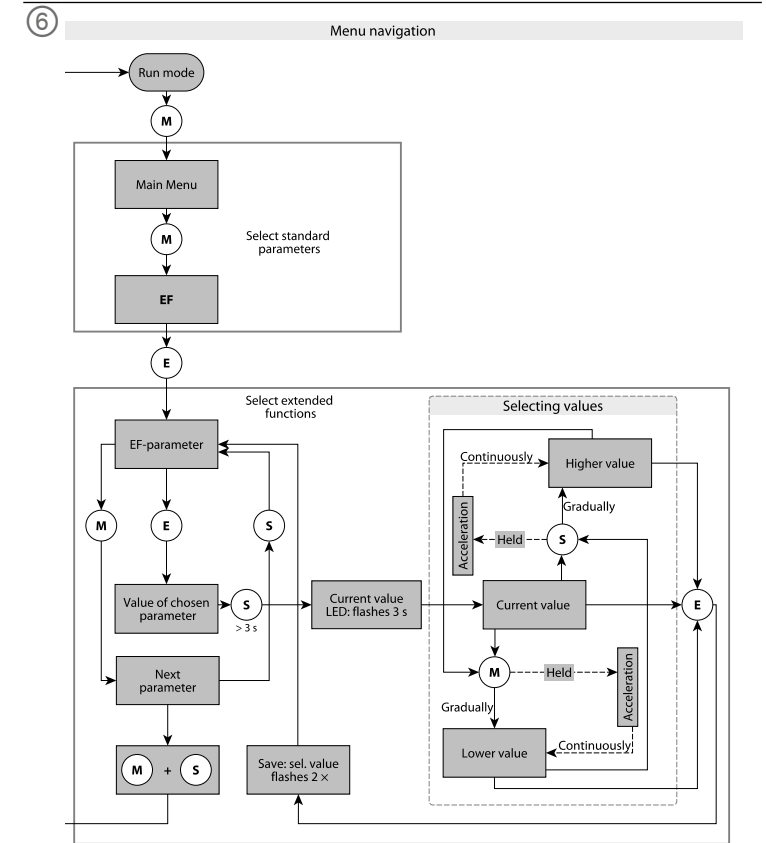 6
Menu navigation
Run mode
M
Main Menu
M
Select standard
parameters
EF
E
Select extended
functions
Selecting values
EF-parameter
Continuously
Higher value
Gradually
Acceleration
M
E
S
Held
S
Value of chosen
parameter
S
> 3 s
Current value
LED: flashes 3 s
Current value
E
Next
parameter
M
Held
Acceleration
Gradually
M + S
Save: sel. value
flashes 2 ×
Lower value
Continuously